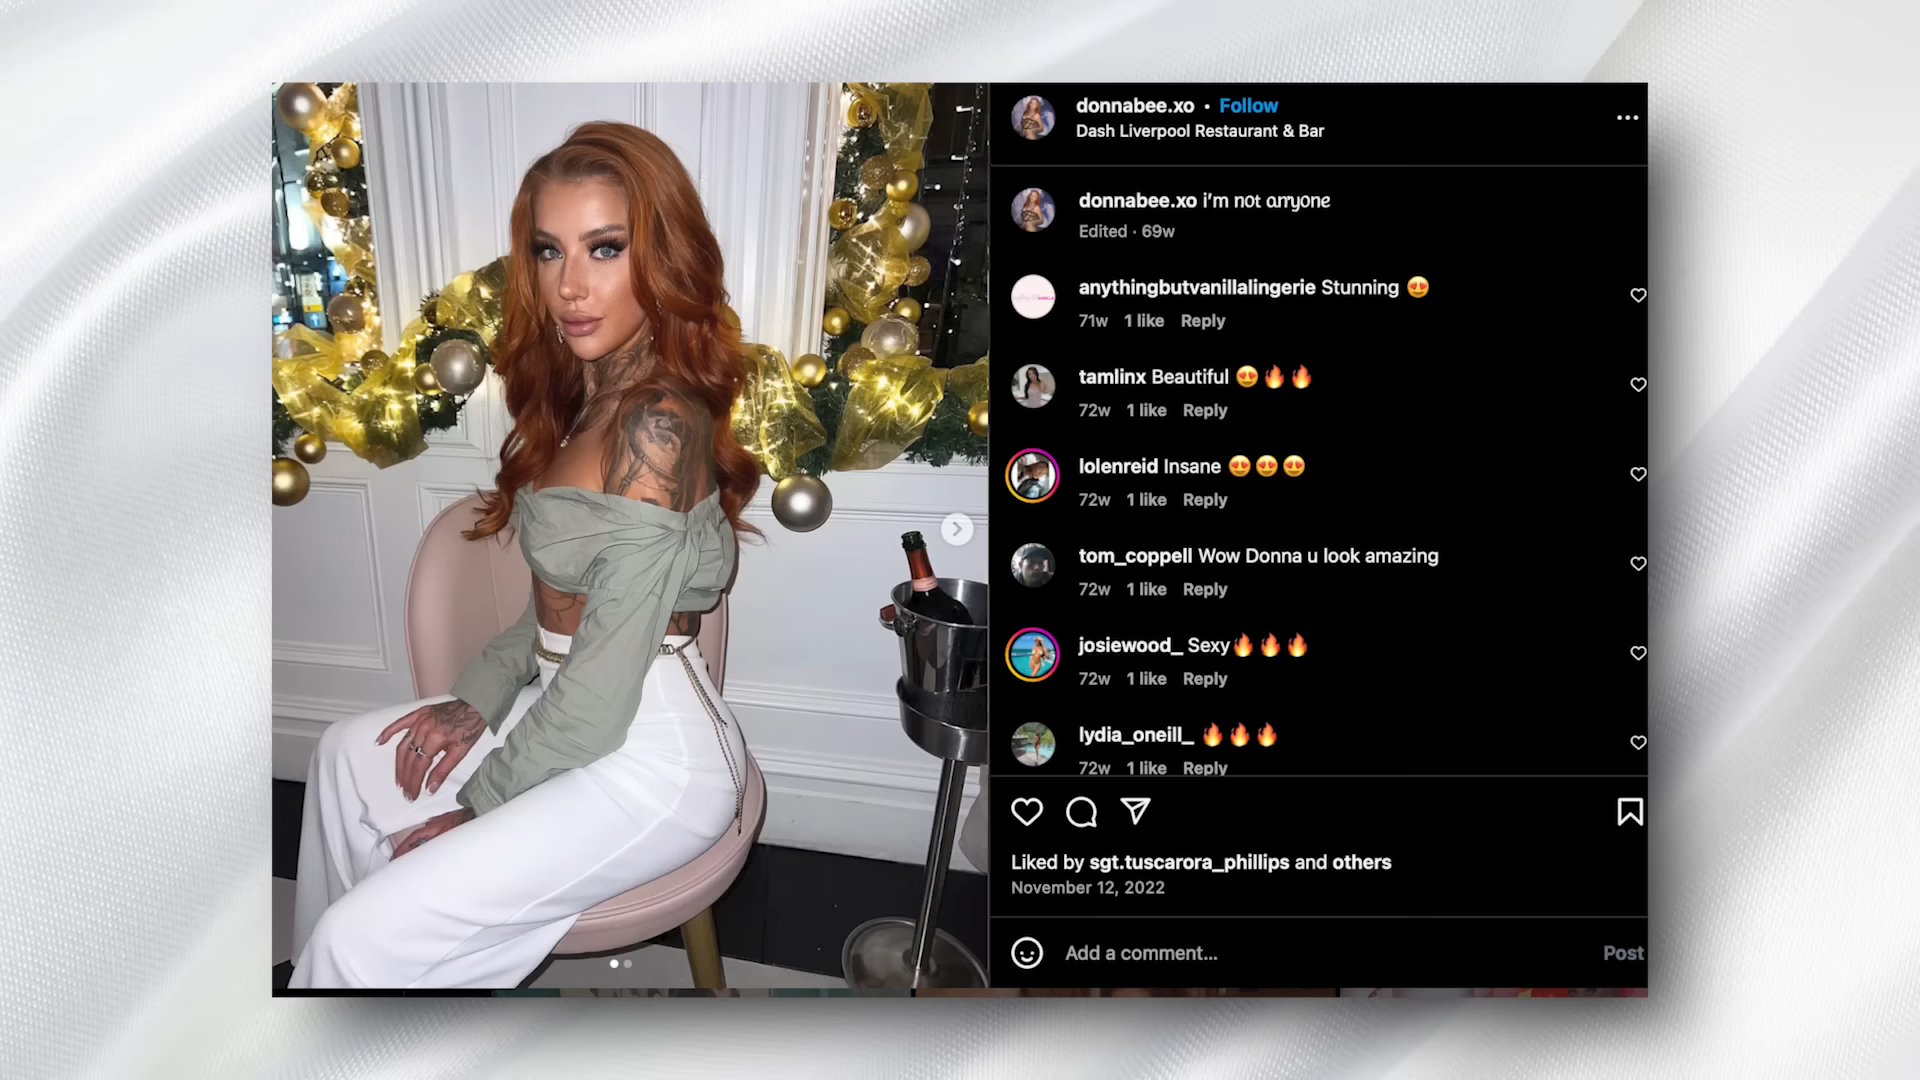 donnabee.xo • Follow
Dash Liverpool Restaurant & Bar
donnabee.xo i'm not anyone
Edited · 69w
anythingbutvanillalingerie Stunning 😍
71w 1 like Reply
tamlinx Beautiful 😍🔥🔥
72w 1 like Reply
lolenreid Insane 😍😍😍
72w 1 like Reply
tom_coppell Wow Donna u look amazing
72w 1 like Reply
josiewood_ Sexy🔥🔥🔥
72w 1 like Reply
lydia_oneill_ 🔥🔥🔥
72w 1 like Reply
Liked by sgt.tuscarora_phillips and others
November 12, 2022
Add a comment...
Post